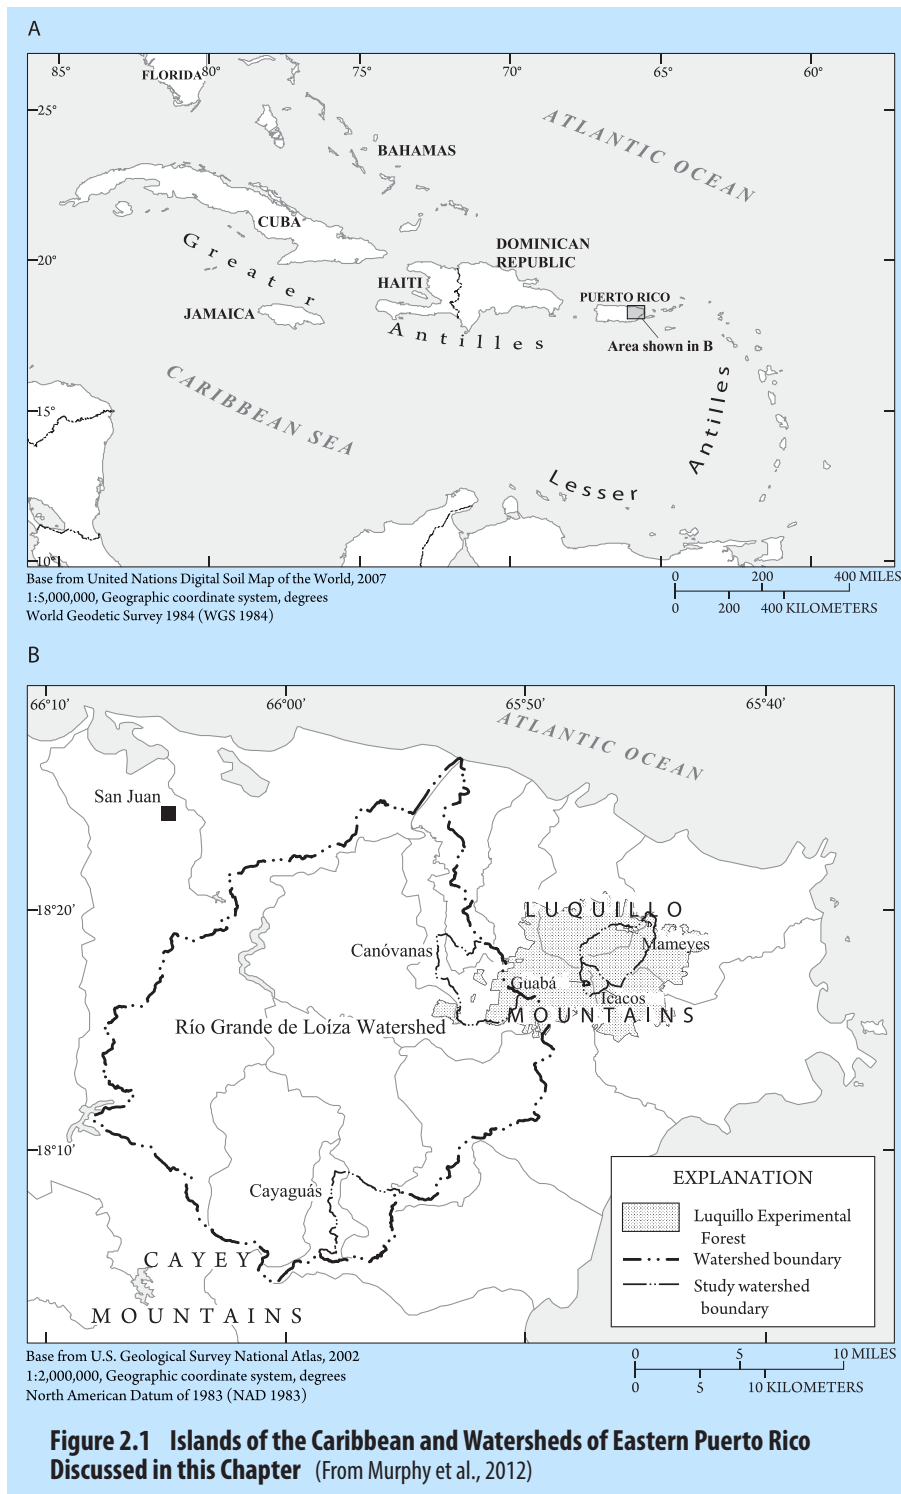 A
85°
80°
70°
65°
60°
FLORIDA
25°
ATLANTIC OCEAN
BAHAMAS
CUBA
Greater
DOMINICAN
REPUBLIC
20°
HAITI
PUERTO RICO
JAMAICA
Antilles
Area shown in B
CARIBBEAN SEA
Antilles
15°
Lesser
10°
Base from United Nations Digital Soil Map of the World, 2007
1:5,000,000, Geographic coordinate system, degrees
World Geodetic Survey 1984 (WGS 1984)
0 200 400 MILES
0 200 400 KILOMETERS
B
66°10’ 66°00’ 65°50’ 65°40’
ATLANTIC OCEAN
San Juan
18°20’
LUQUILLO
Mameyes
Canóvanas
Guabá
Icacos
MOUNTAINS
Río Grande de Loíza Watershed
18°10’
Cayaguás
CAYEY
MOUNTAINS
EXPLANATION
Luquillo Experimental
Forest
Watershed boundary
Study watershed
boundary
Base from U.S. Geological Survey National Atlas, 2002
1:2,000,000, Geographic coordinate system, degrees
North American Datum of 1983 (NAD 1983)
0 5 10 MILES
0 5 10 KILOMETERS
Figure 2.1 Islands of the Caribbean and Watersheds of Eastern Puerto Rico
Discussed in this Chapter (From Murphy et al., 2012)